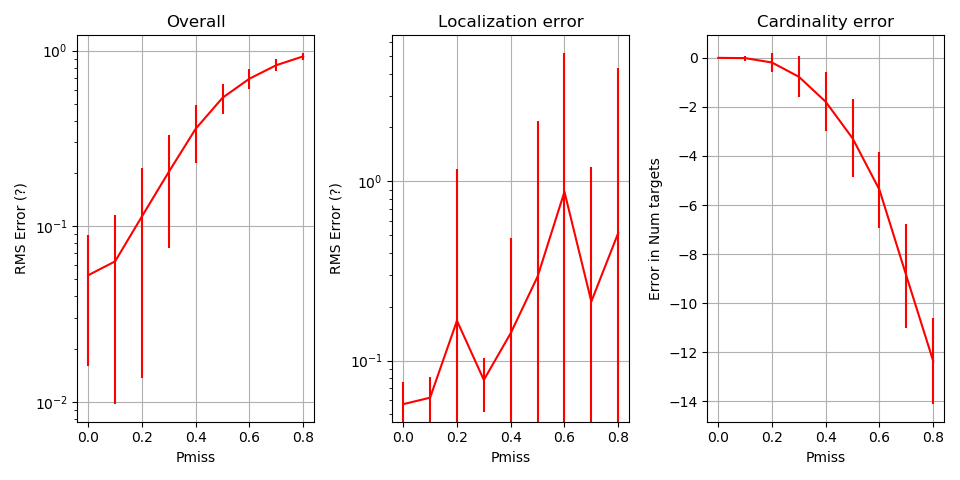 Overall
Localization error
Cardinality error
RMS Error (?)
10⁰
10⁻¹
10⁻²
0.0 0.2 0.4 0.6 0.8
Pmiss
RMS Error (?)
10⁰
10⁻¹
0.0 0.2 0.4 0.6 0.8
Pmiss
Error in Num targets
0
−2
−4
−6
−8
−10
−12
−14
0.0 0.2 0.4 0.6 0.8
Pmiss